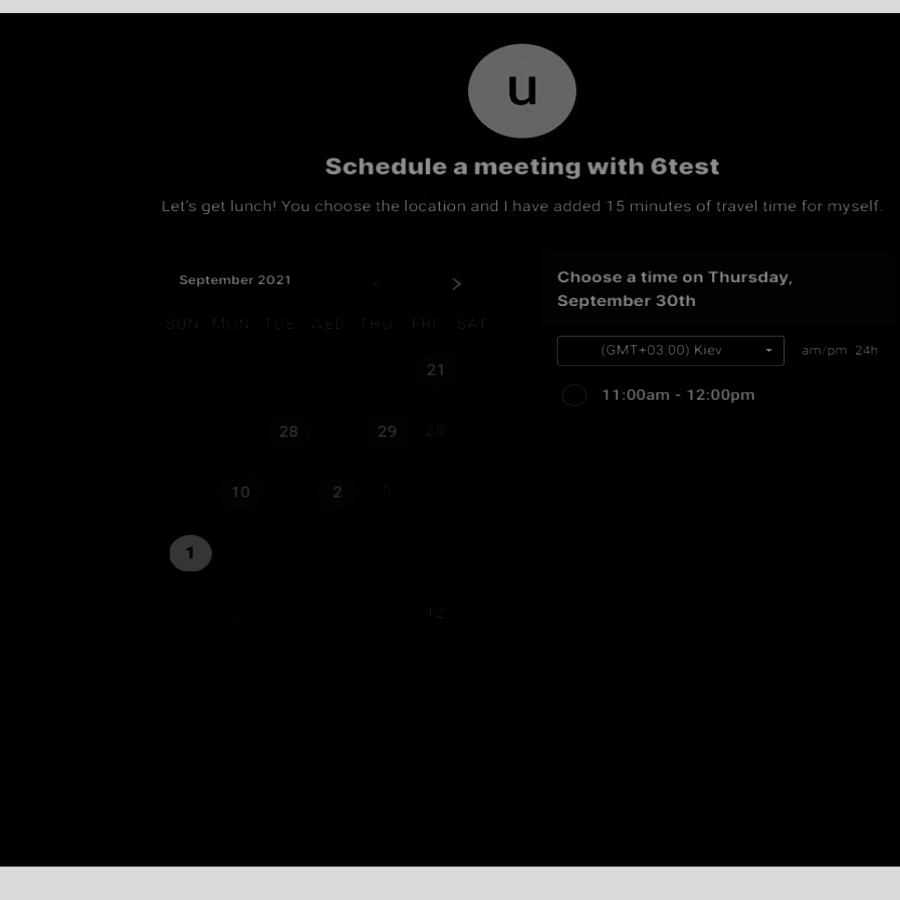 u
Schedule a meeting with 6test
Let's get lunch! You choose the location and I have added 15 minutes of travel time for myself.
September 2021 < >
SUN MON TUE WED THU FRI SAT
21
28 29 28
10 2 5
1
12
Choose a time on Thursday,
September 30th
(GMT+03:00) Kiev am/pm 24h
11:00am - 12:00pm